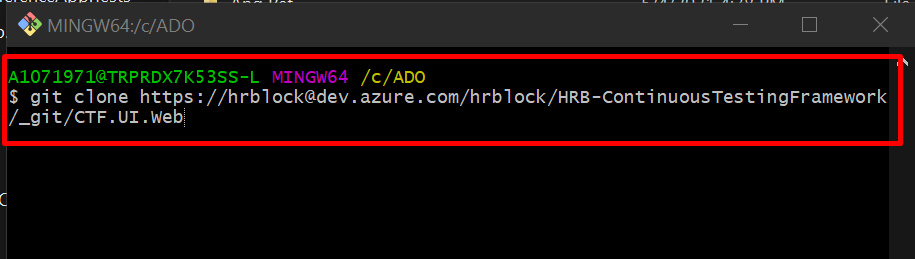 MINGW64:/c/ADO
A1071971@TRPRDX7K53SS-L MINGW64 /c/ADO
$ git clone https://hrblock@dev.azure.com/hrblock/HRB-ContinuousTestingFramework
/_git/CTF.UI.Web